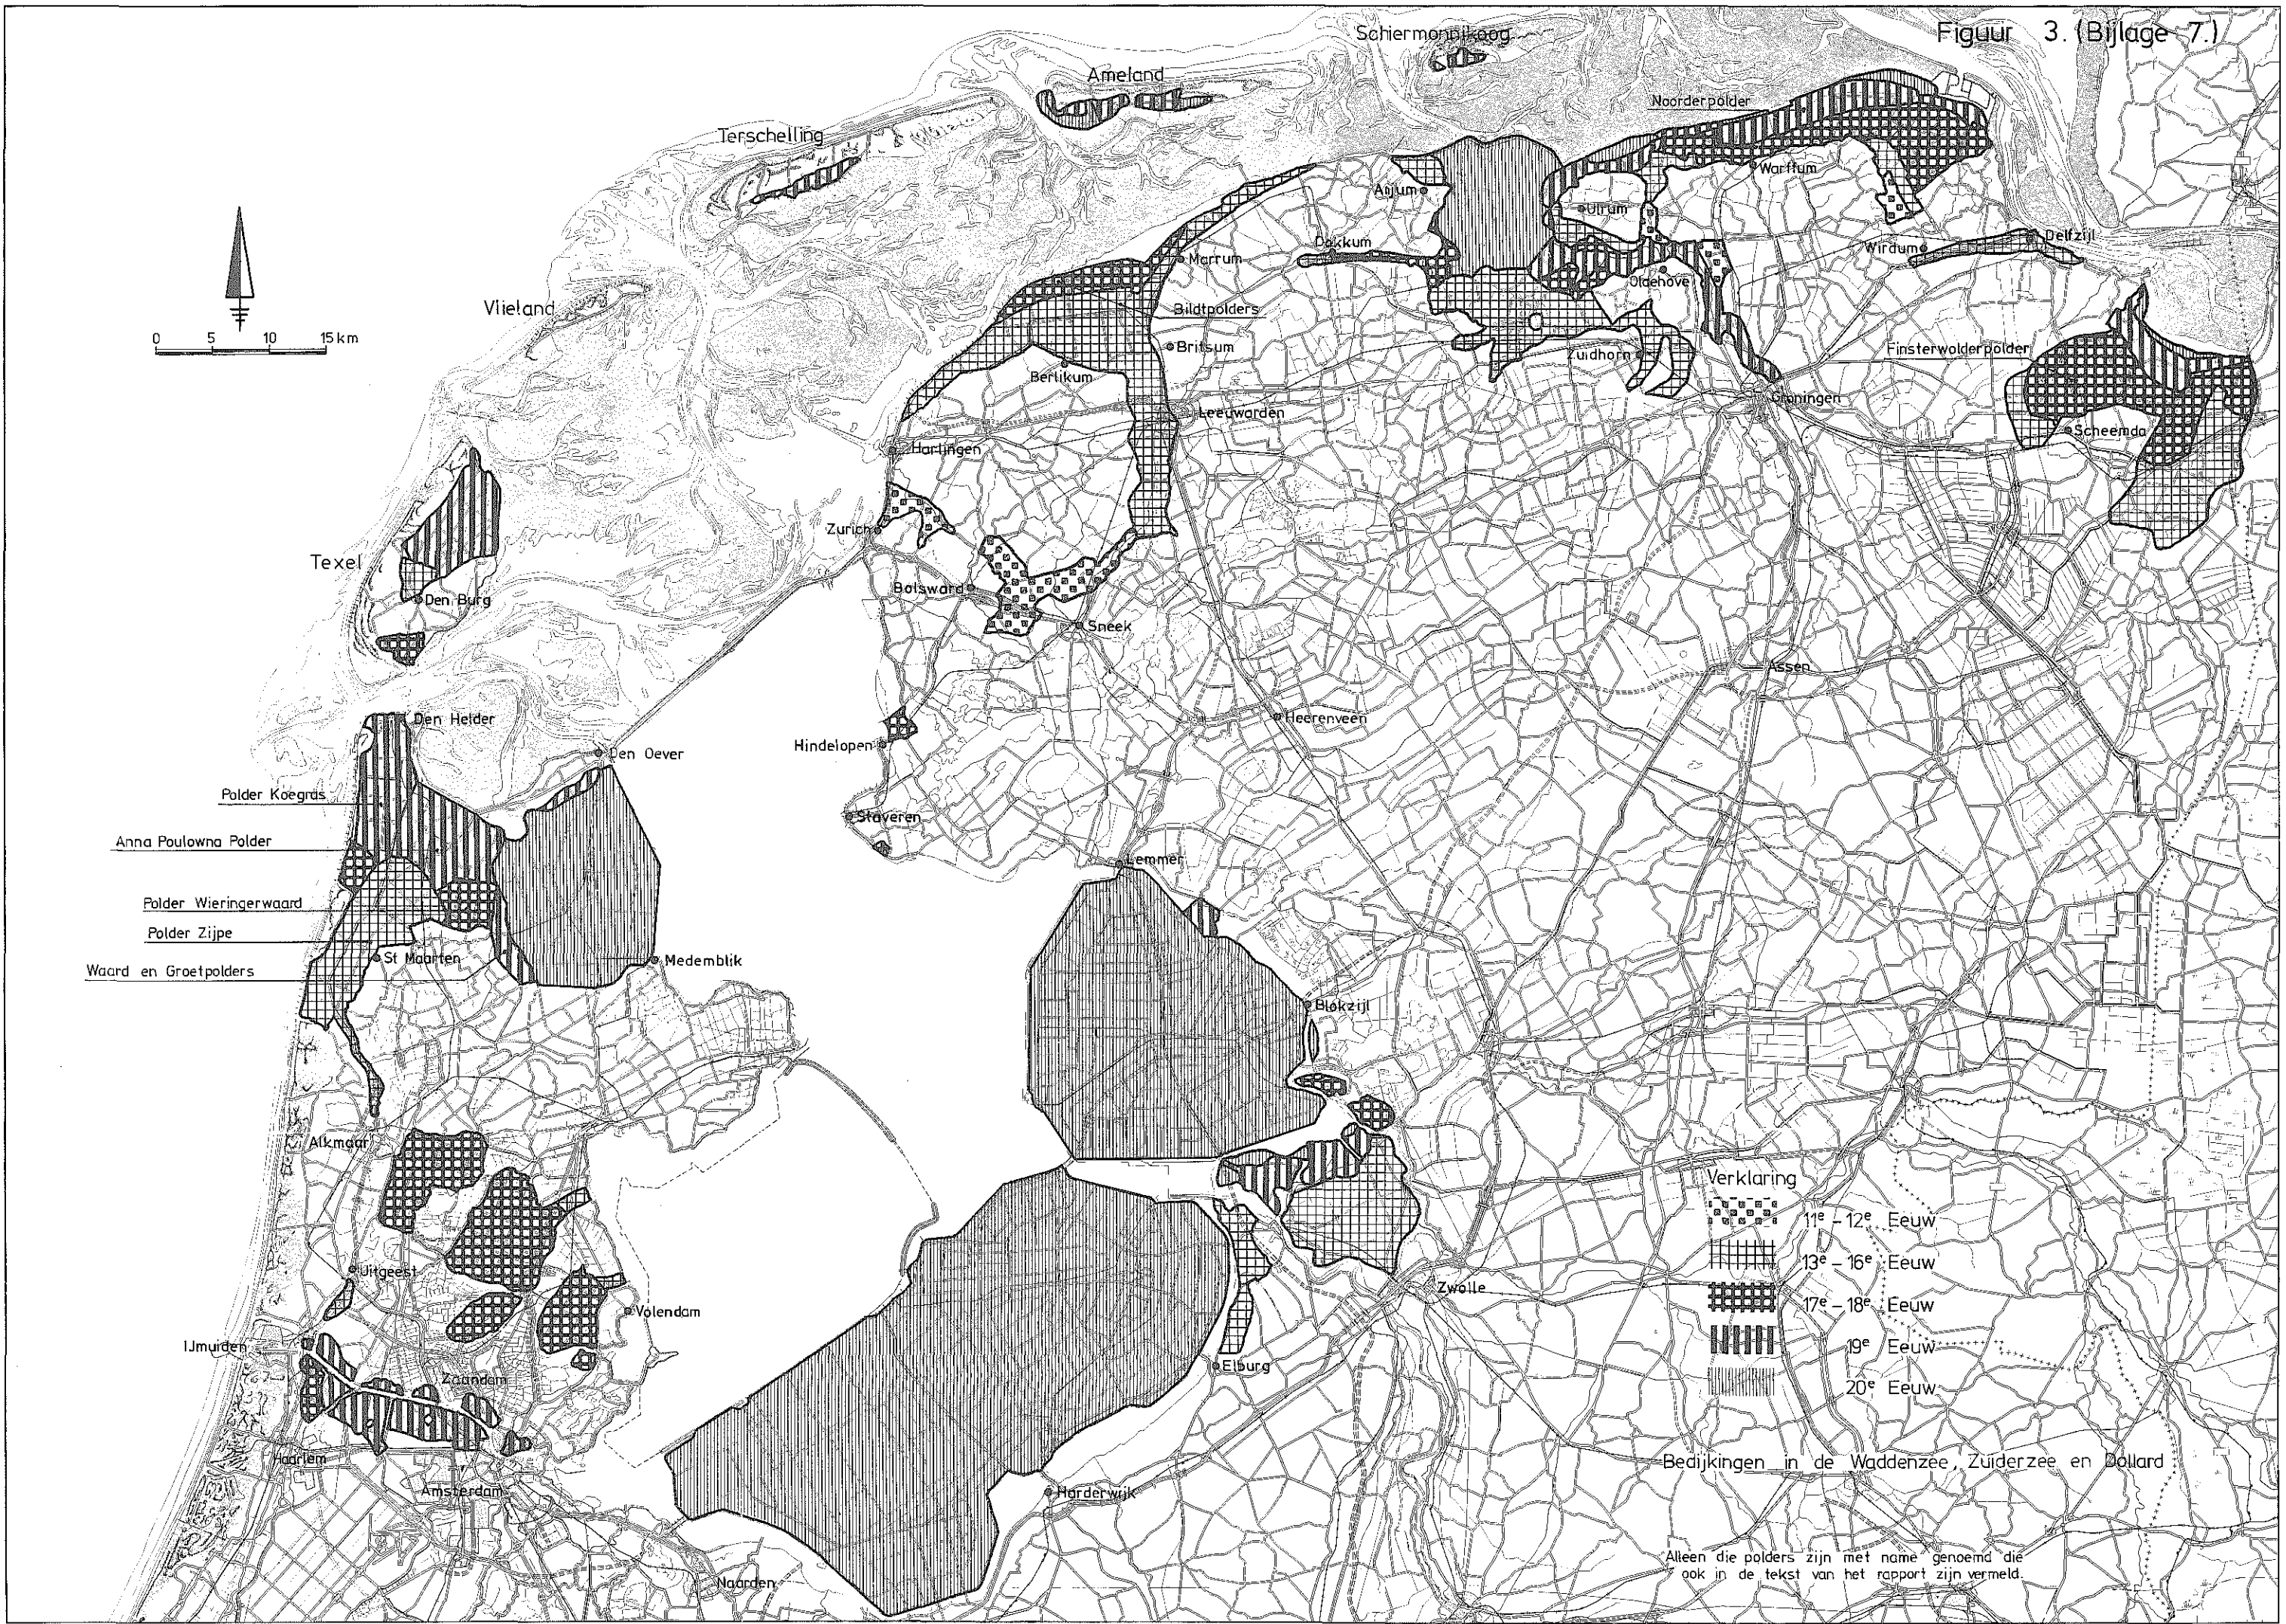 Figuur 3. (Bijlage 7.)
Schiermonnikoog
Ameland
Terschelling
Noorderpolder
Warffum
Anjum
Ulrum
Dokkum
Wirdum
Delfzijl
Marrum
Oldehove
Vlieland
0 5 10 15 km
Bildtpolders
Britsum
Zuidhorn
Finsterwolderpolder
Berlikum
Groningen
Leeuwarden
Scheemda
Harlingen
Zurich
Texel
Bolsward
Den Burg
Sneek
Assen
Den Helder
Heerenveen
Hindelopen
Den Oever
Polder Koegras
Staveren
Anna Poulowna Polder
Lemmer
Polder Wieringerwaard
Polder Zijpe
St Maarten
Medemblik
Waard en Groetpolders
Blokzijl
Alkmaar
Verklaring
11e - 12e Eeuw
13e - 16e Eeuw
17e - 18e Eeuw
19e Eeuw
20e Eeuw
Uitgeest
Zwolle
Volendam
IJmuiden
Elburg
Zaandam
Haarlem
Bedijkingen in de Waddenzee, Zuiderzee en Dollard
Amsterdam
Harderwijk
Naarden
Alleen die polders zijn met name genoemd die
ook in de tekst van het rapport zijn vermeld.